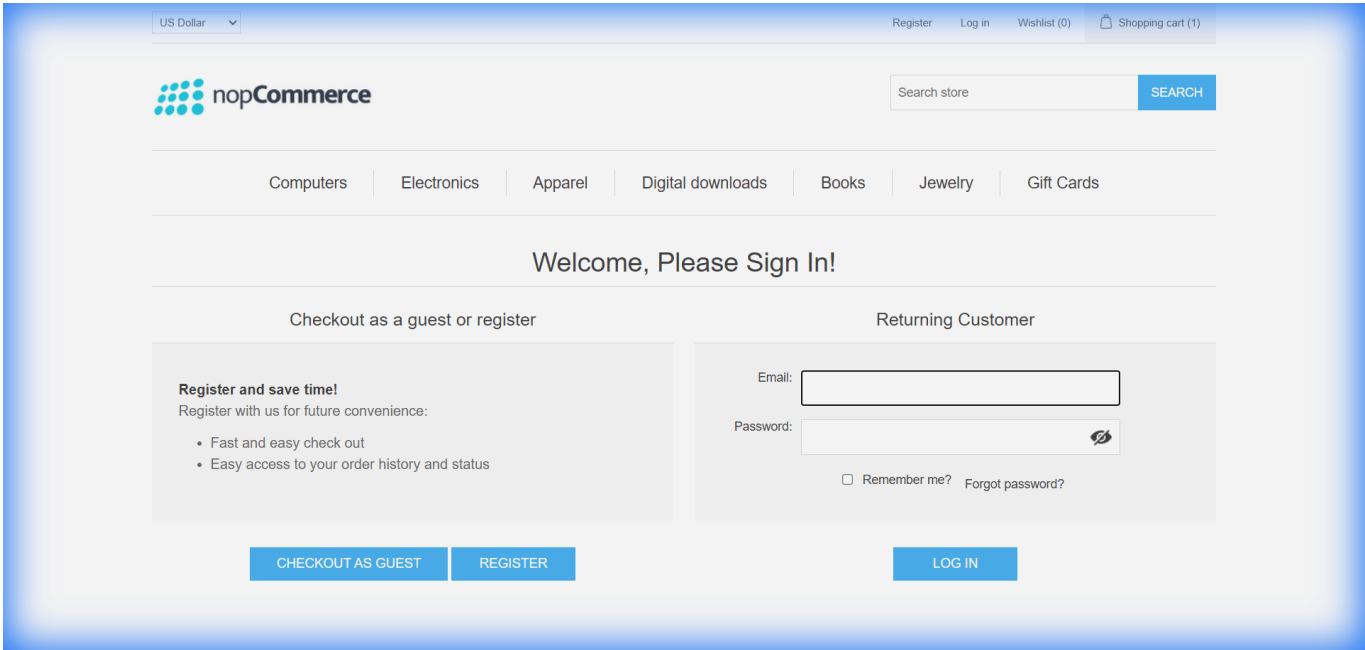 US Dollar
Register
Log in
Wishlist (0)
Shopping cart (1)
nopCommerce
Search store
SEARCH
Computers
Electronics
Apparel
Digital downloads
Books
Jewelry
Gift Cards
Welcome, Please Sign In!
Checkout as a guest or register
Register and save time!
Register with us for future convenience:
• Fast and easy check out
• Easy access to your order history and status
CHECKOUT AS GUEST
REGISTER
Returning Customer
Email:
Password:
Remember me?
Forgot password?
LOG IN